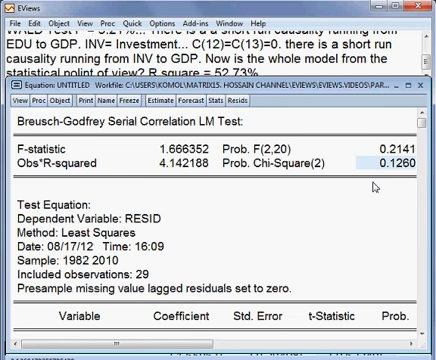 EViews
File Edit Object View Proc Quick Options Window Help
EDU to GDP. INV= Investment... C(12)=C(13)=0. there is a short run
causality running from INV to GDP. Now is the whole model from the
statistical point of view? R square = 52.73%
Equation: UNTITLED Workfile: C:\USERS\KOMOL\MATRIX15. HOSSAIN CHANNEL\EVIEWS\EVIEWS.VIDEOS\PAR...
View Proc Object Print Name Freeze Estimate Forecast Stats Resids
Breusch-Godfrey Serial Correlation LM Test:
F-statistic 1.666352 Prob. F(2,20) 0.2141
Obs*R-squared 4.142188 Prob. Chi-Square(2) 0.1260
Test Equation:
Dependent Variable: RESID
Method: Least Squares
Date: 08/17/12 Time: 16:09
Sample: 1982 2010
Included observations: 29
Presample missing value lagged residuals set to zero.
Variable Coefficient Std. Error t-Statistic Prob.